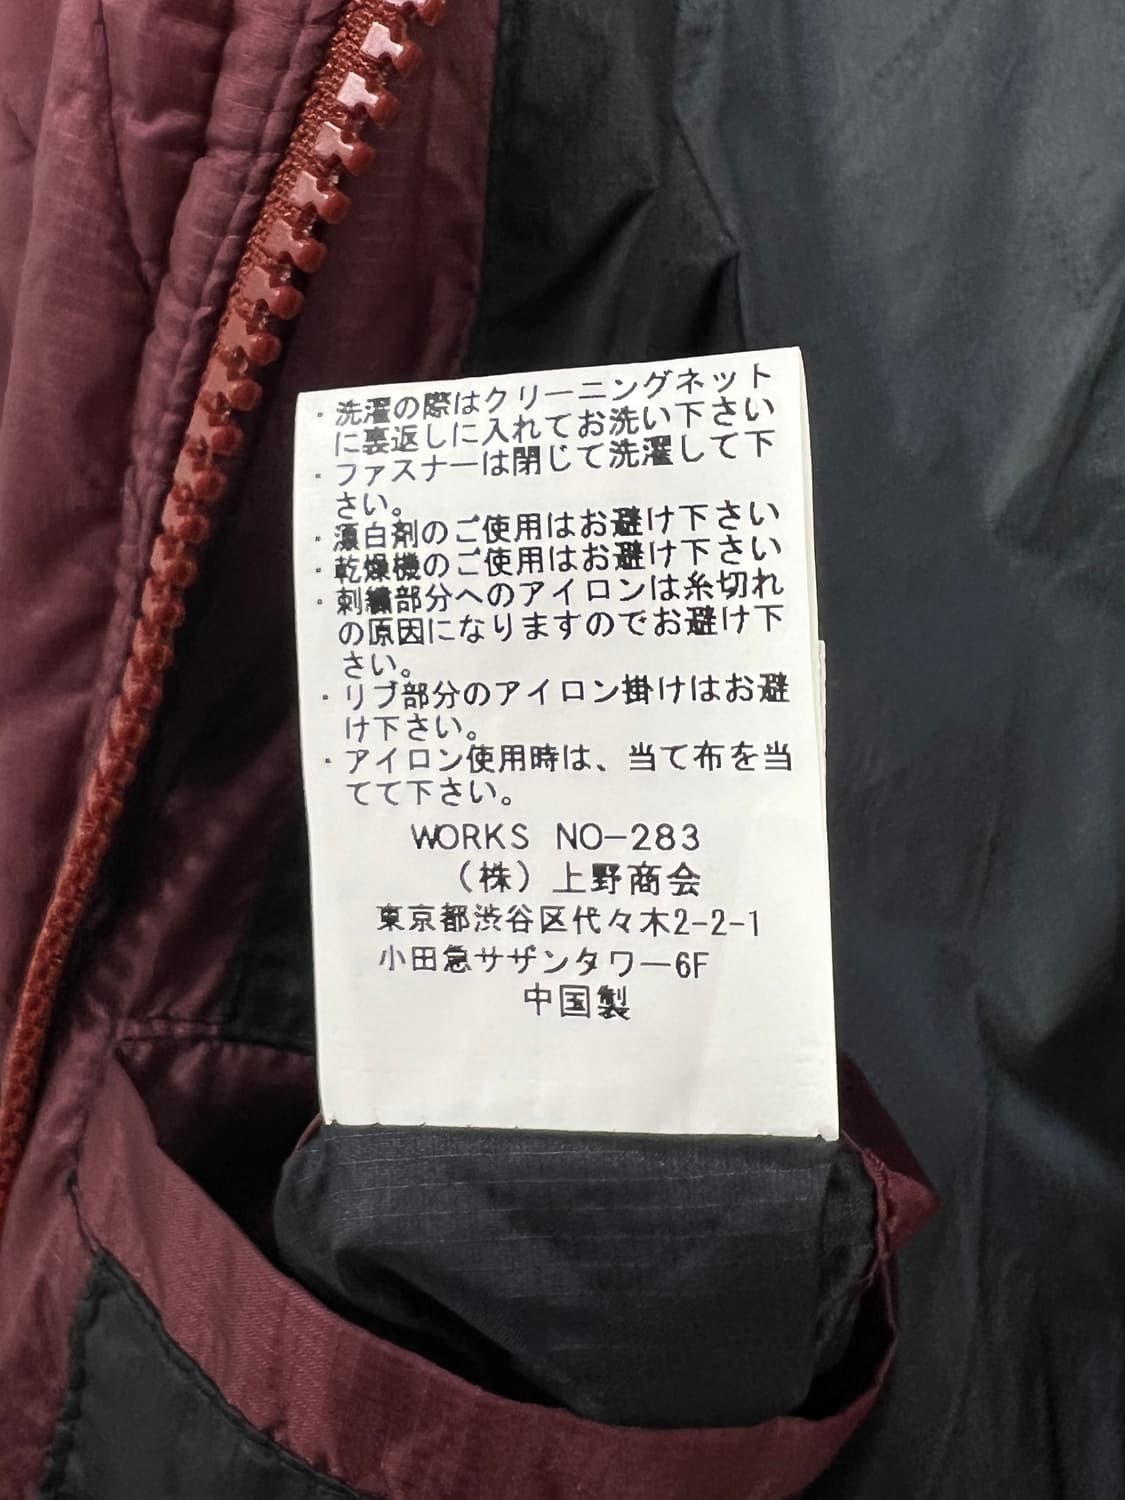 ・洗濯の際はクリーニングネット
に裏返しに入れてお洗い下さい
・ファスナーは閉じて洗濯して下
さい。
・漂白剤のご使用はお避け下さい
・乾燥機のご使用はお避け下さい
・刺繍部分へのアイロンは糸切れ
の原因になりますのでお避け下
さい。
・リブ部分のアイロン掛けはお避
け下さい。
・アイロン使用時は、当て布を当
てて下さい。
WORKS NO-283
(株)上野商会
東京都渋谷区代々木2-2-1
小田急サザンタワー6F
中国製